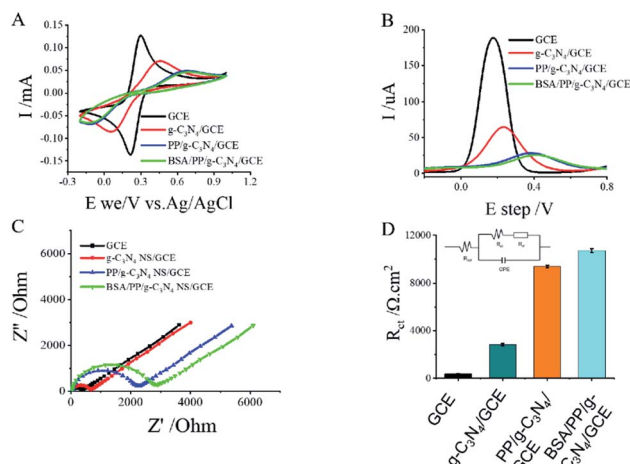 A
I /mA
0.15
0.10
0.05
0.00
-0.05
-0.10
-0.15
GCE
g-C₃N₄/GCE
PP/g-C₃N₄/GCE
BSA/PP/g-C₃N₄/GCE
-0.3 0.0 0.3 0.6 0.9 1.2
E we/V vs.Ag/AgCl
B
I /uA
200
150
100
50
0
GCE
g-C₃N₄/GCE
PP/g-C₃N₄/GCE
BSA/PP/g-C₃N₄/GCE
0.0 0.4 0.8
E step /V
C
Z'' /Ohm
6000
4000
2000
0
GCE
g-C₃N₄ NS/GCE
PP/g-C₃N₄ NS/GCE
BSA/PP/g-C₃N₄ NS/GCE
0 2000 4000 6000
Z' /Ohm
D
R_ct /Ω.cm²
12000
8000
4000
0
CPE
GCE
g-C₃N₄/GCE
PP/g-C₃N₄/
GCE
BSA/PP/g-
C₃N₄/GCE